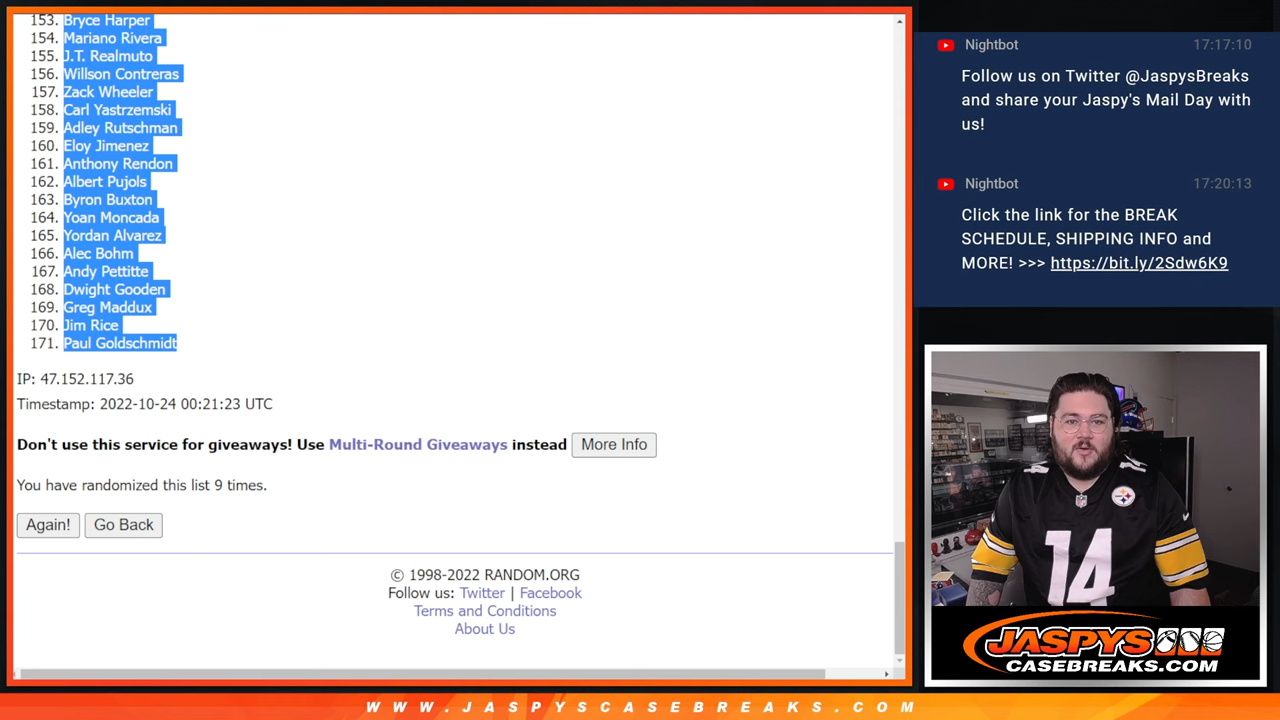 153. Bryce Harper
154. Mariano Rivera
155. J.T. Realmuto
156. Willson Contreras
157. Zack Wheeler
158. Carl Yastrzemski
159. Adley Rutschman
160. Eloy Jimenez
161. Anthony Rendon
162. Albert Pujols
163. Byron Buxton
164. Yoan Moncada
165. Yordan Alvarez
166. Alec Bohm
167. Andy Pettitte
168. Dwight Gooden
169. Greg Maddux
170. Jim Rice
171. Paul Goldschmidt
IP: 47.152.117.36
Timestamp: 2022-10-24 00:21:23 UTC
Don't use this service for giveaways! Use Multi-Round Giveaways instead More Info
You have randomized this list 9 times.
Again! Go Back
© 1998-2022 RANDOM.ORG
Follow us: Twitter | Facebook
Terms and Conditions
About Us
Nightbot 17:17:10
Follow us on Twitter @JaspysBreaks
and share your Jaspy's Mail Day with
us!
Nightbot 17:20:13
Click the link for the BREAK
SCHEDULE, SHIPPING INFO and
MORE! >>> https://bit.ly/2Sdw6K9
14
JASPYS
CASEBREAKS.COM
WWW.JASPYSCASEBREAKS.COM